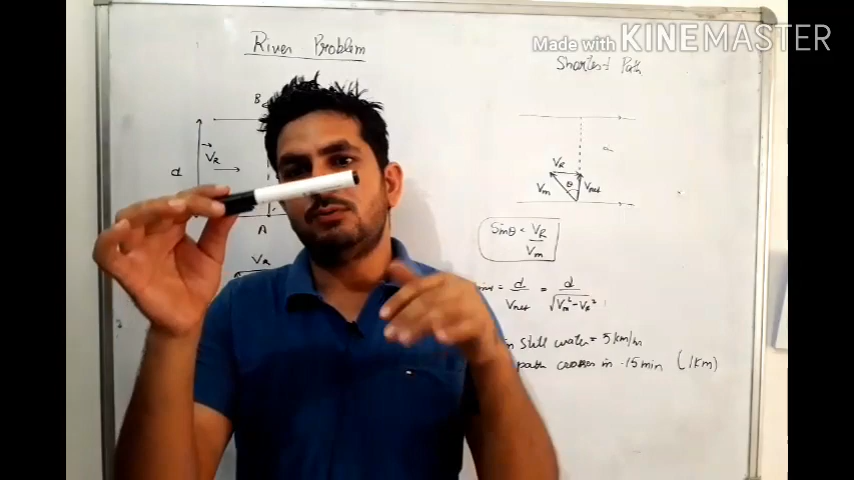 Made with KINEMASTER
River Problem
Shortest Path
B
V_R
d
A
V_R
V_R
V_m
θ
V_net
Sinθ = V_R / V_m
= d / V_net = d / √(V_m² - V_R²)
still water = 5 km/hr
path crosses in 15 min (1 Km)